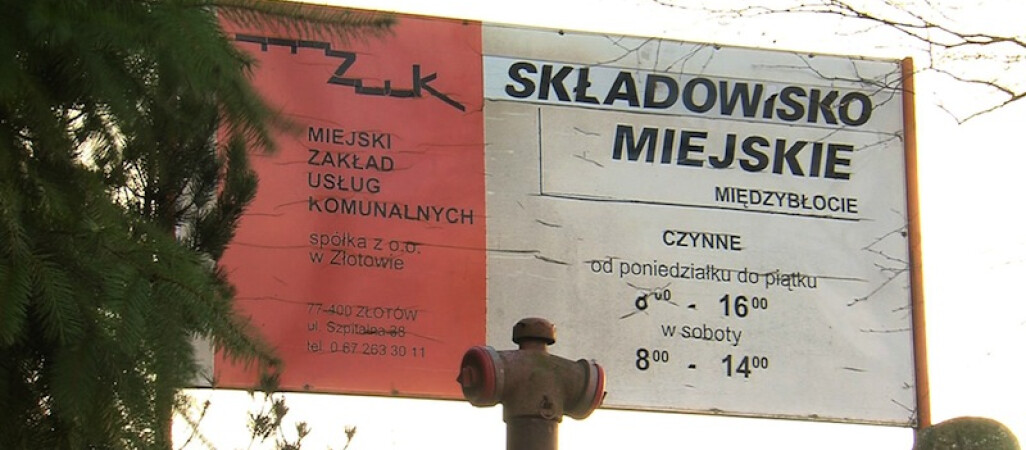 MZUK
MIEJSKI
ZAKŁAD
USŁUG
KOMUNALNYCH
spółka z o.o.
w Złotowie
77-400 ZŁOTÓW
ul. Szpitalna 38
tel. 0 67 263 30 11
SKŁADOWiSKO
MIEJSKIE
MIĘDZYBŁOCIE
CZYNNE
od poniedziałku do piątku
8⁰⁰ - 16⁰⁰
w soboty
8⁰⁰ - 14⁰⁰